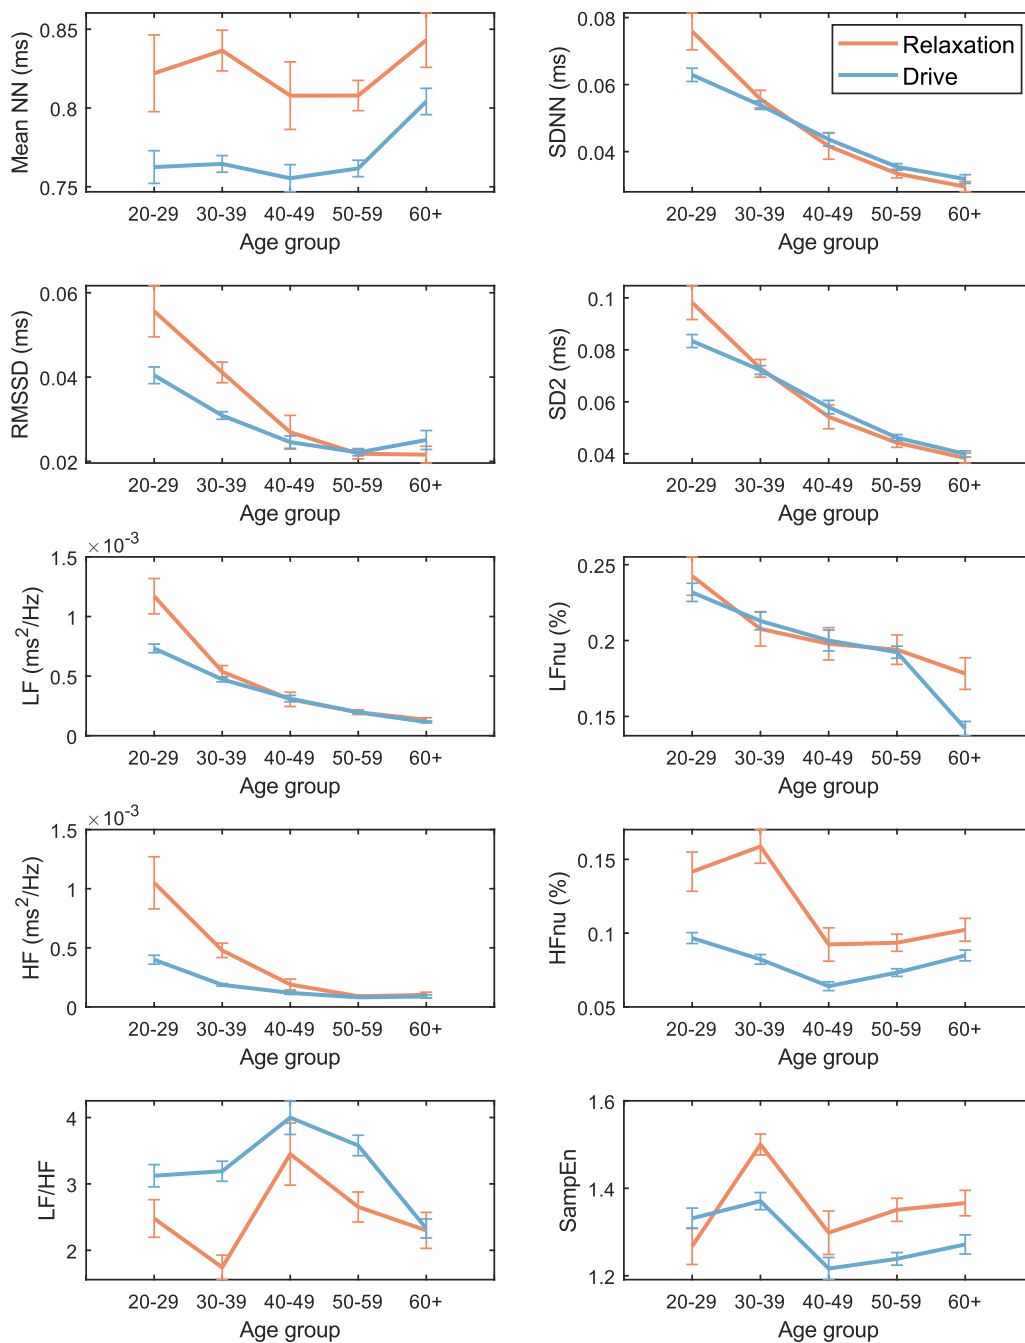 Mean NN (ms)
0.85
0.8
0.75
20-29 30-39 40-49 50-59 60+
Age group
SDNN (ms)
0.08
0.06
0.04
Relaxation
Drive
20-29 30-39 40-49 50-59 60+
Age group
RMSSD (ms)
0.06
0.04
0.02
20-29 30-39 40-49 50-59 60+
Age group
SD2 (ms)
0.1
0.08
0.06
0.04
20-29 30-39 40-49 50-59 60+
Age group
LF (ms²/Hz)
×10⁻³
1.5
1
0.5
0
20-29 30-39 40-49 50-59 60+
Age group
LFnu (%)
0.25
0.2
0.15
20-29 30-39 40-49 50-59 60+
Age group
HF (ms²/Hz)
×10⁻³
1.5
1
0.5
0
20-29 30-39 40-49 50-59 60+
Age group
HFnu (%)
0.15
0.1
0.05
20-29 30-39 40-49 50-59 60+
Age group
LF/HF
4
3
2
20-29 30-39 40-49 50-59 60+
Age group
SampEn
1.6
1.4
1.2
20-29 30-39 40-49 50-59 60+
Age group